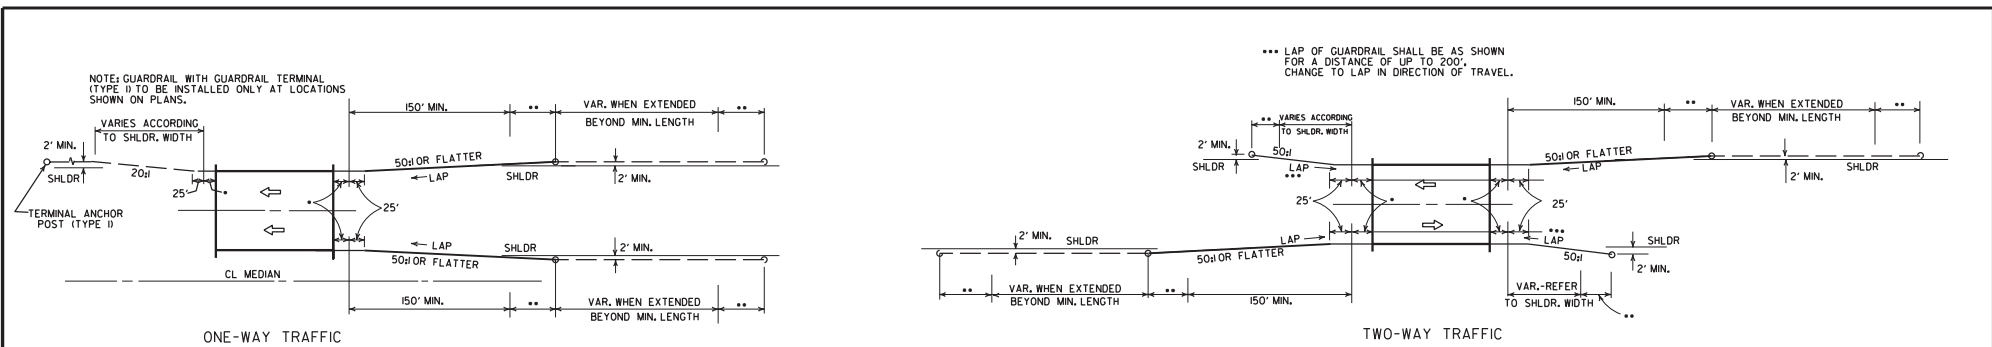 NOTE: GUARDRAIL WITH GUARDRAIL TERMINAL
(TYPE I) TO BE INSTALLED ONLY AT LOCATIONS
SHOWN ON PLANS.
VARIES ACCORDING
TO SHLDR. WIDTH
2' MIN.
SHLDR
20:1
25'
•
TERMINAL ANCHOR
POST (TYPE I)
150' MIN.
••
VAR. WHEN EXTENDED
BEYOND MIN. LENGTH
••
50:1 OR FLATTER
LAP
SHLDR
2' MIN.
•
25'
LAP
50:1 OR FLATTER
SHLDR
2' MIN.
CL MEDIAN
150' MIN.
••
VAR. WHEN EXTENDED
BEYOND MIN. LENGTH
••
ONE-WAY TRAFFIC
••• LAP OF GUARDRAIL SHALL BE AS SHOWN
FOR A DISTANCE OF UP TO 200'.
CHANGE TO LAP IN DIRECTION OF TRAVEL.
••
VARIES ACCORDING
TO SHLDR. WIDTH
2' MIN.
SHLDR
50:1
LAP
•••
25'
•
•
25'
150' MIN.
••
VAR. WHEN EXTENDED
BEYOND MIN. LENGTH
••
50:1 OR FLATTER
LAP
SHLDR
2' MIN.
2' MIN.
SHLDR
LAP
50:1 OR FLATTER
••
VAR. WHEN EXTENDED
BEYOND MIN. LENGTH
••
150' MIN.
•••
LAP
50:1
SHLDR
2' MIN.
VAR.-REFER
TO SHLDR. WIDTH
••
TWO-WAY TRAFFIC